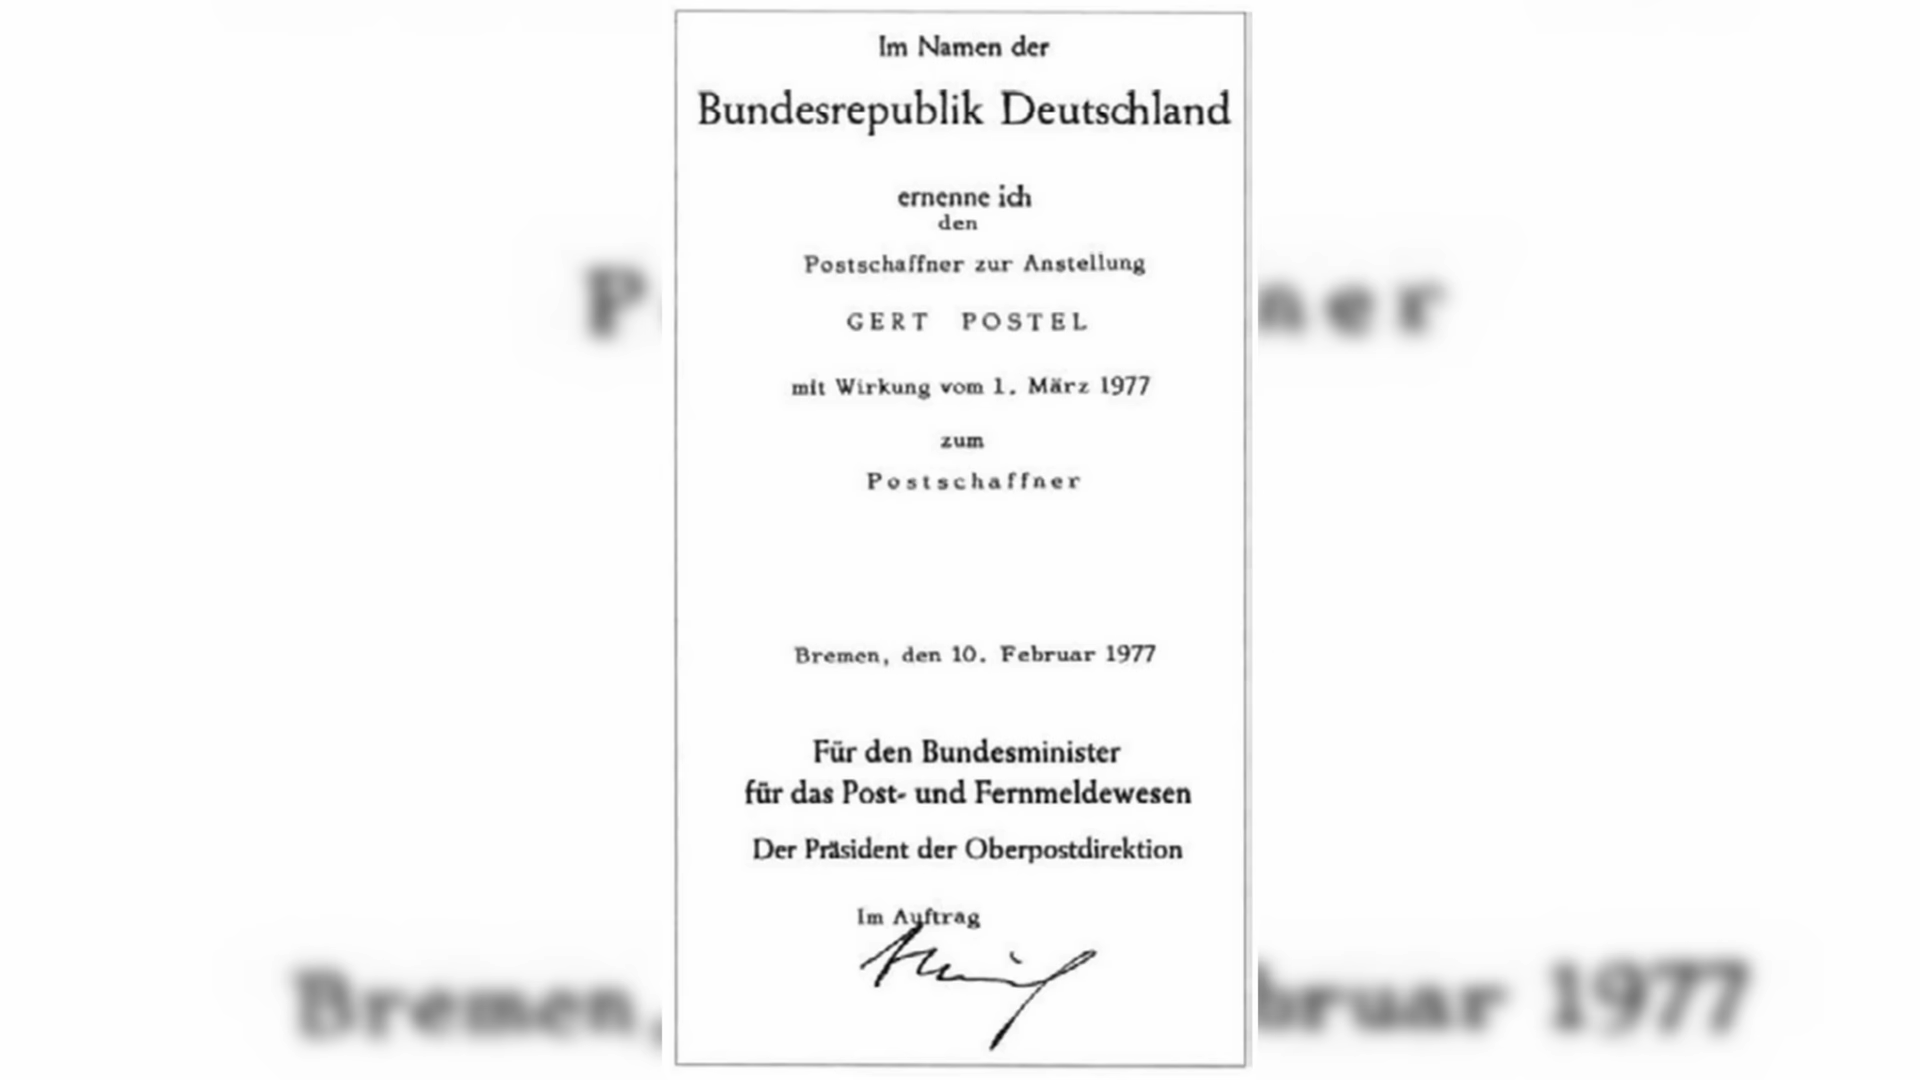 Im Namen der
Bundesrepublik Deutschland
ernenne ich
den
Postschaffner zur Anstellung
GERT POSTEL
mit Wirkung vom 1. März 1977
zum
Postschaffner
Bremen, den 10. Februar 1977
Für den Bundesminister
für das Post- und Fernmeldewesen
Der Präsident der Oberpostdirektion
Im Auftrag